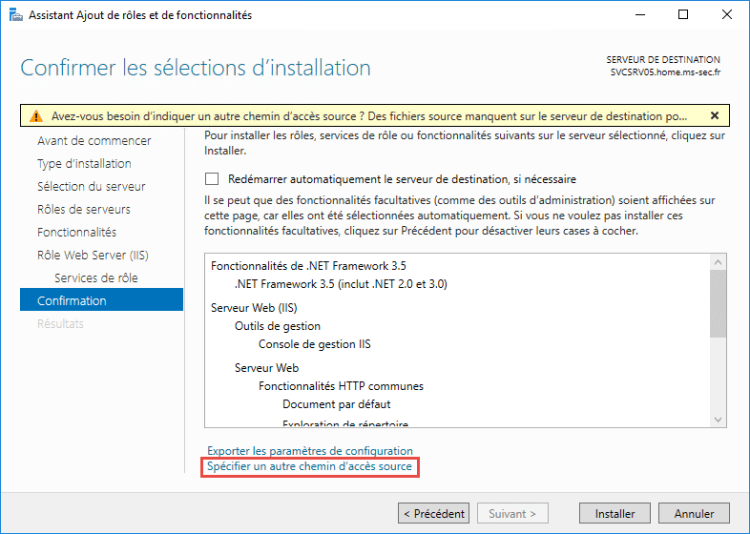 Assistant Ajout de rôles et de fonctionnalités
Confirmer les sélections d'installation
SERVEUR DE DESTINATION
SVCSRV05.home.ms-sec.fr
Avez-vous besoin d'indiquer un autre chemin d'accès source ? Des fichiers source manquent sur le serveur de destination po...
Avant de commencer
Type d'installation
Sélection du serveur
Rôles de serveurs
Fonctionnalités
Rôle Web Server (IIS)
Services de rôle
Confirmation
Résultats
Pour installer les rôles, services de rôle ou fonctionnalités suivants sur le serveur sélectionné, cliquez sur
Installer.
Redémarrer automatiquement le serveur de destination, si nécessaire
Il se peut que des fonctionnalités facultatives (comme des outils d'administration) soient affichées sur
cette page, car elles ont été sélectionnées automatiquement. Si vous ne voulez pas installer ces
fonctionnalités facultatives, cliquez sur Précédent pour désactiver leurs cases à cocher.
Fonctionnalités de .NET Framework 3.5
.NET Framework 3.5 (inclut .NET 2.0 et 3.0)
Serveur Web (IIS)
Outils de gestion
Console de gestion IIS
Serveur Web
Fonctionnalités HTTP communes
Document par défaut
Exploration de répertoire
Exporter les paramètres de configuration
Spécifier un autre chemin d'accès source
< Précédent
Suivant >
Installer
Annuler